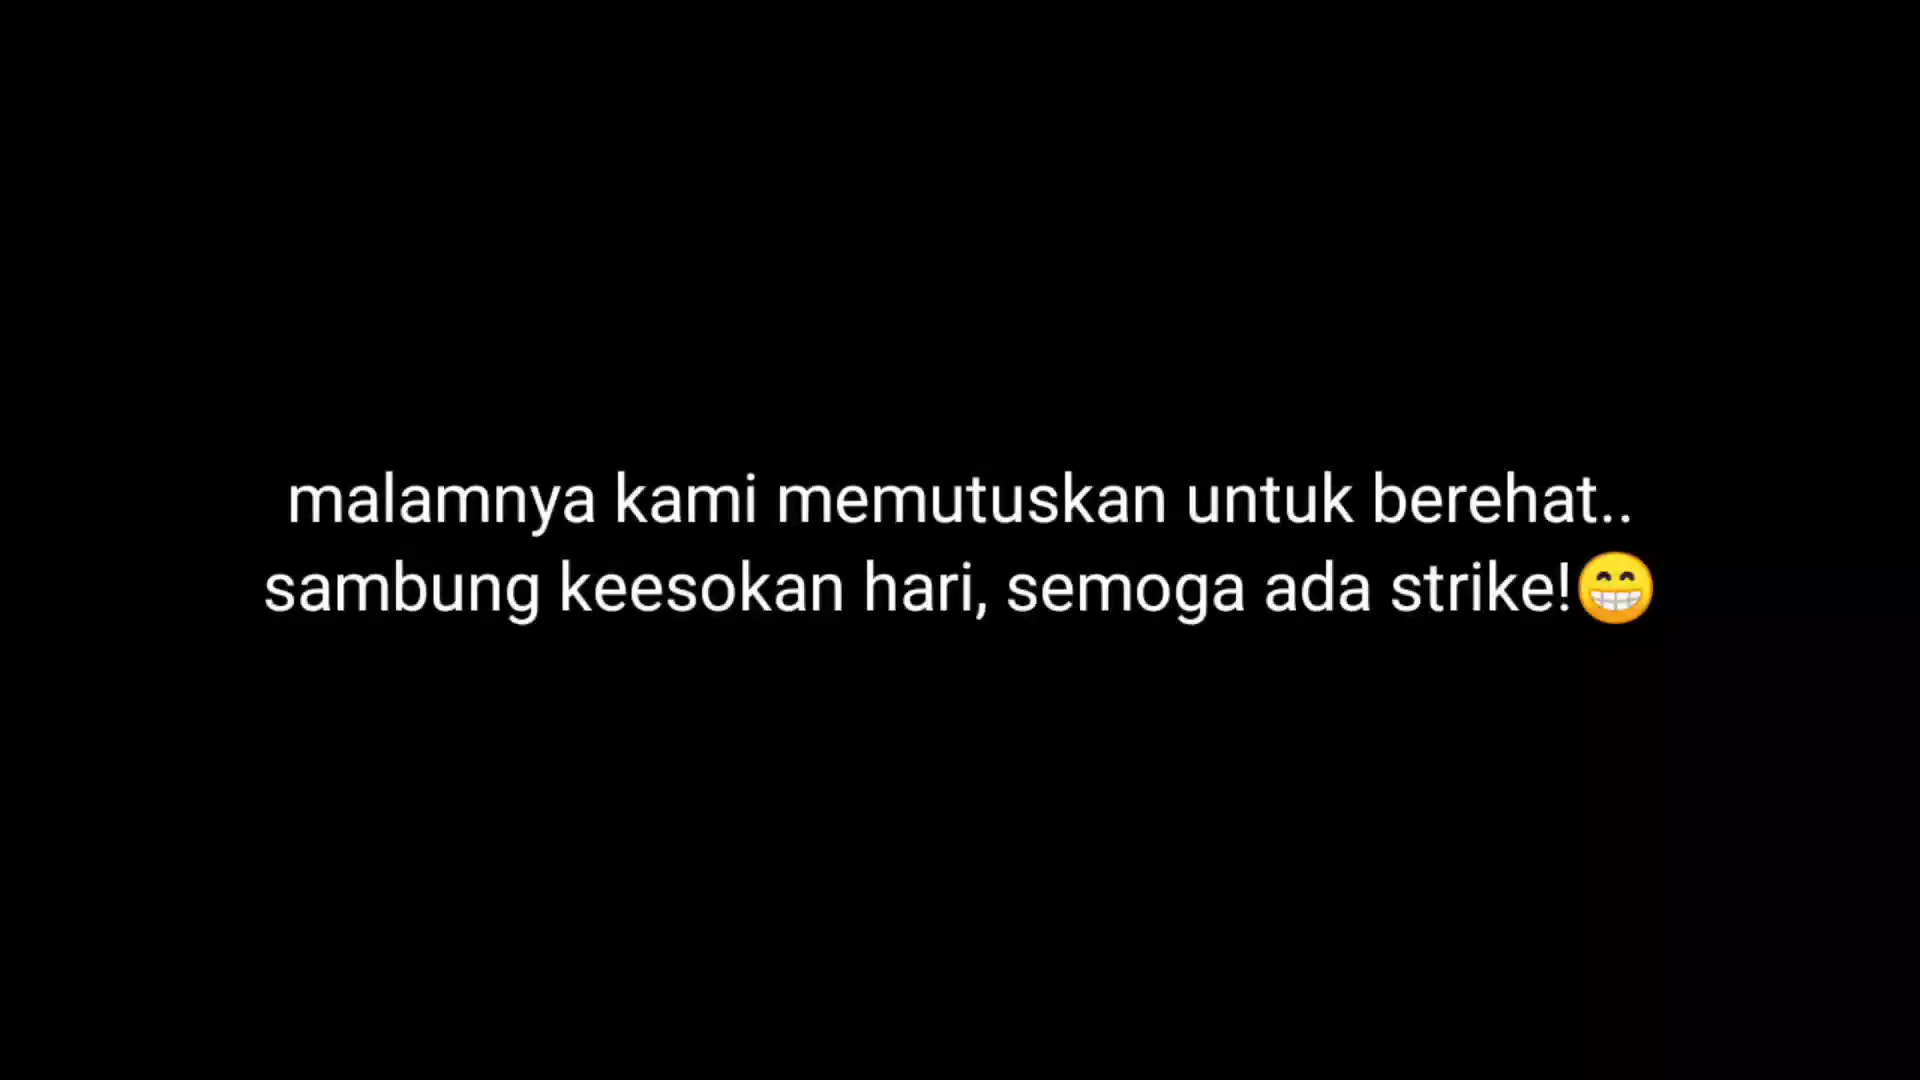 malamnya kami memutuskan untuk berehat..
sambung keesokan hari, semoga ada strike!😁